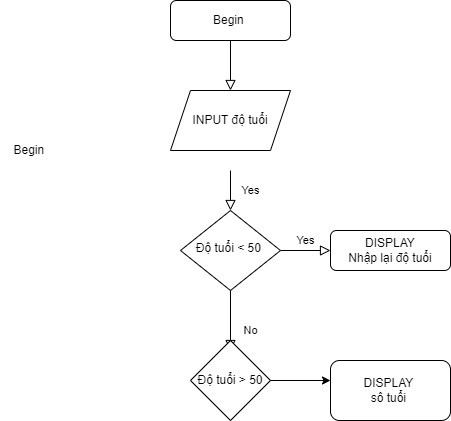 Begin
INPUT độ tuổi
Begin
Yes
Độ tuổi < 50
Yes
DISPLAY
Nhập lại độ tuổi
No
Độ tuổi > 50
DISPLAY
sô tuổi